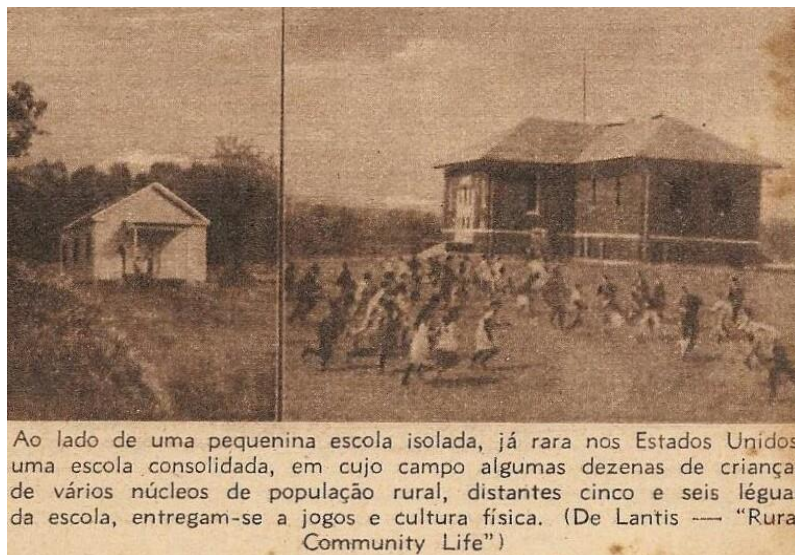 Ao lado de uma pequenina escola isolada, já rara nos Estados Unidos
uma escola consolidada, em cujo campo algumas dezenas de criança
de vários núcleos de população rural, distantes cinco e seis légua
da escola, entregam-se a jogos e cultura física. (De Lantis — "Rura
Community Life")